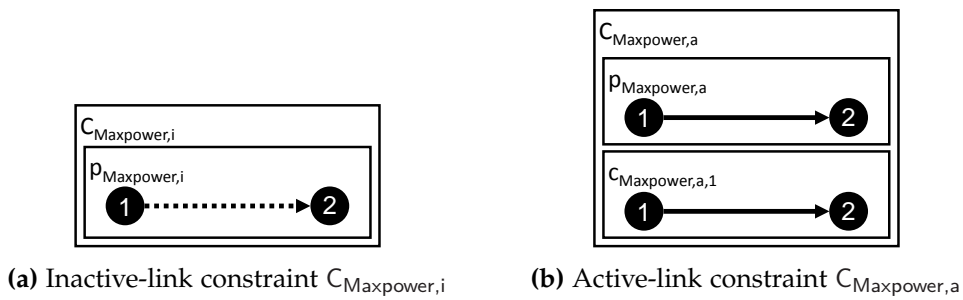 C_Maxpower,i
p_Maxpower,i
1 2
(a) Inactive-link constraint C_Maxpower,i
C_Maxpower,a
p_Maxpower,a
1 2
c_Maxpower,a,1
1 2
(b) Active-link constraint C_Maxpower,a